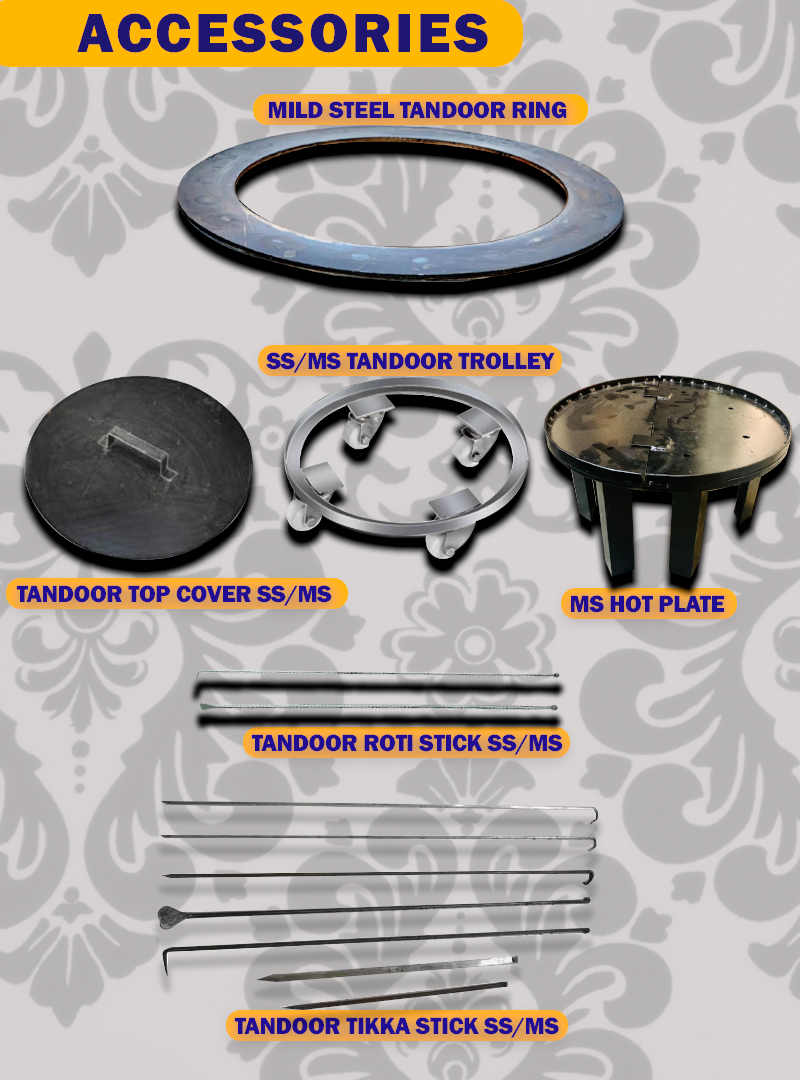 ACCESSORIES
MILD STEEL TANDOOR RING
SS/MS TANDOOR TROLLEY
TANDOOR TOP COVER SS/MS
MS HOT PLATE
TANDOOR ROTI STICK SS/MS
TANDOOR TIKKA STICK SS/MS